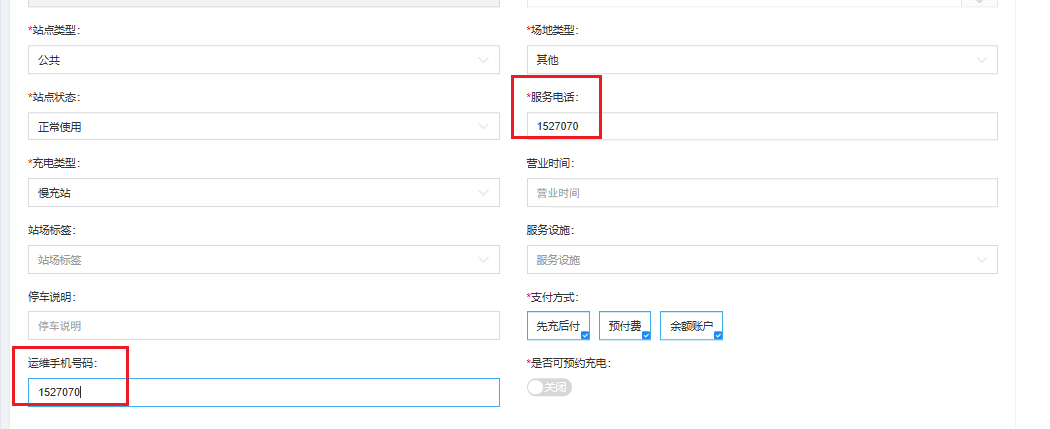 *站点类型：
*场地类型：
公共
其他
*站点状态：
*服务电话：
正常使用
1527070
*充电类型：
营业时间：
慢充站
营业时间
站场标签：
服务设施：
站场标签
服务设施
停车说明：
*支付方式：
停车说明
先充后付 预付费 余额账户
运维手机号码：
*是否可预约充电：
1527070
关闭